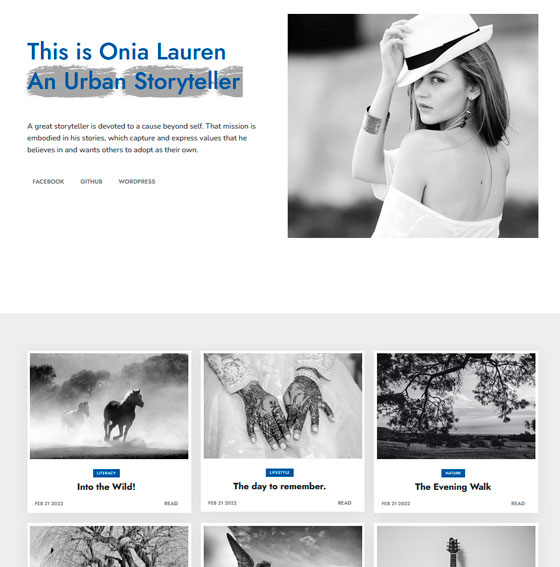 This is Onia Lauren
An Urban Storyteller
A great storyteller is devoted to a cause beyond self. That mission is
embodied in his stories, which capture and express values that he
believes in and wants others to adopt as their own.
FACEBOOK GITHUB WORDPRESS
LITERACY
Into the Wild!
FEB 21 2022 READ
LIFESTYLE
The day to remember.
FEB 21 2022 READ
NATURE
The Evening Walk
FEB 21 2022 READ